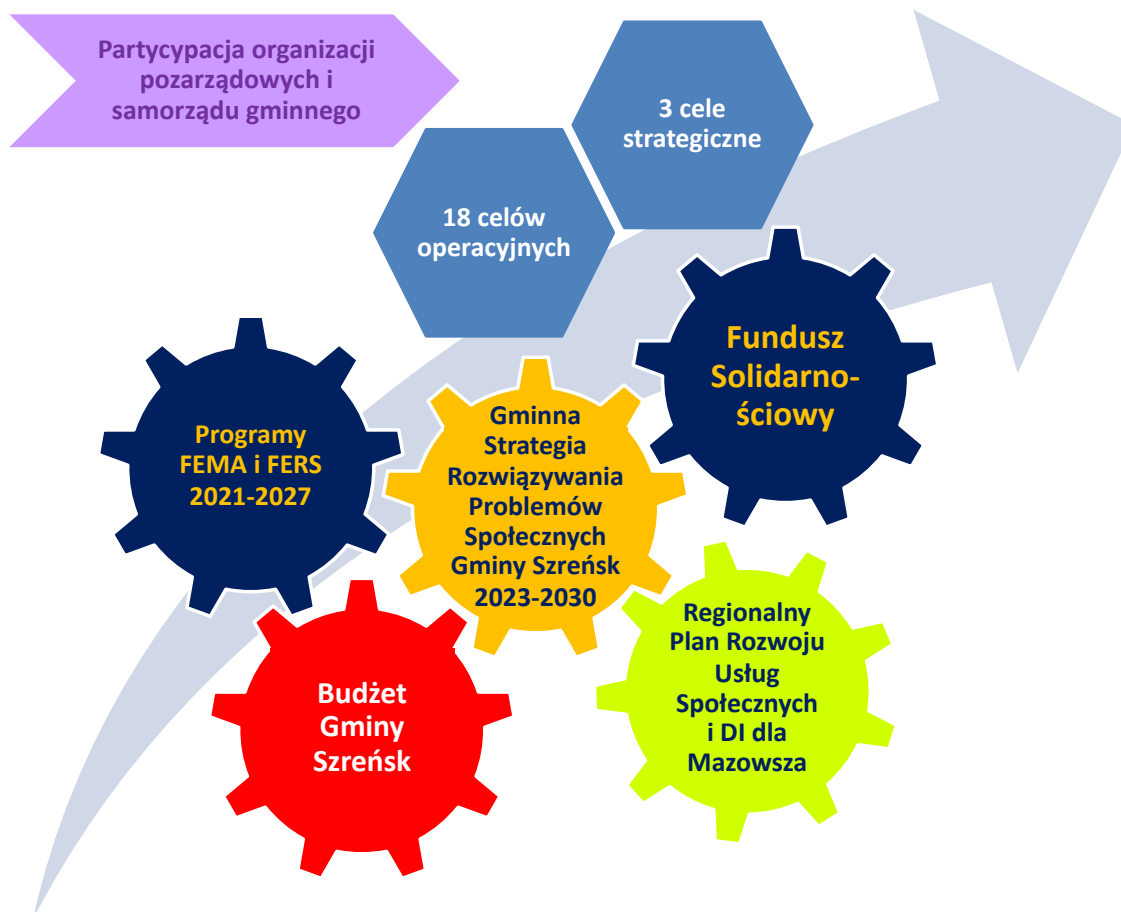 Partycypacja organizacji
pozarządowych i
samorządu gminnego
3 cele
strategiczne
18 celów
operacyjnych
Fundusz
Solidarno-
ściowy
Programy
FEMA i FERS
2021-2027
Gminna
Strategia
Rozwiązywania
Problemów
Społecznych
Gminy Szreńsk
2023-2030
Regionalny
Plan Rozwoju
Usług
Społecznych
i DI dla
Mazowsza
Budżet
Gminy
Szreńsk